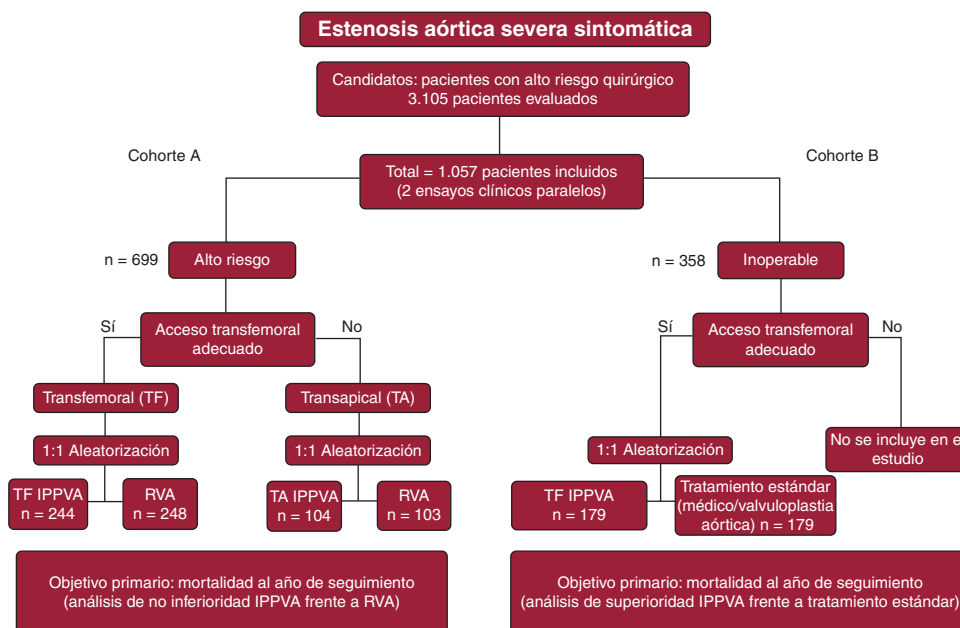 Estenosis aórtica severa sintomática
Candidatos: pacientes con alto riesgo quirúrgico
3.105 pacientes evaluados
Cohorte A
Cohorte B
Total = 1.057 pacientes incluidos
(2 ensayos clínicos paralelos)
n = 699
Alto riesgo
n = 358
Inoperable
Sí
Acceso transfemoral
adecuado
No
Sí
Acceso transfemoral
adecuado
No
Transfemoral (TF)
Transapical (TA)
1:1 Aleatorización
1:1 Aleatorización
1:1 Aleatorización
No se incluye en e
estudio
TF IPPVA
n = 244
RVA
n = 248
TA IPPVA
n = 104
RVA
n = 103
TF IPPVA
n = 179
Tratamiento estándar
(médico/valvuloplastia
aórtica) n = 179
Objetivo primario: mortalidad al año de seguimiento
(análisis de no inferioridad IPPVA frente a RVA)
Objetivo primario: mortalidad al año de seguimiento
(análisis de superioridad IPPVA frente a tratamiento estándar)